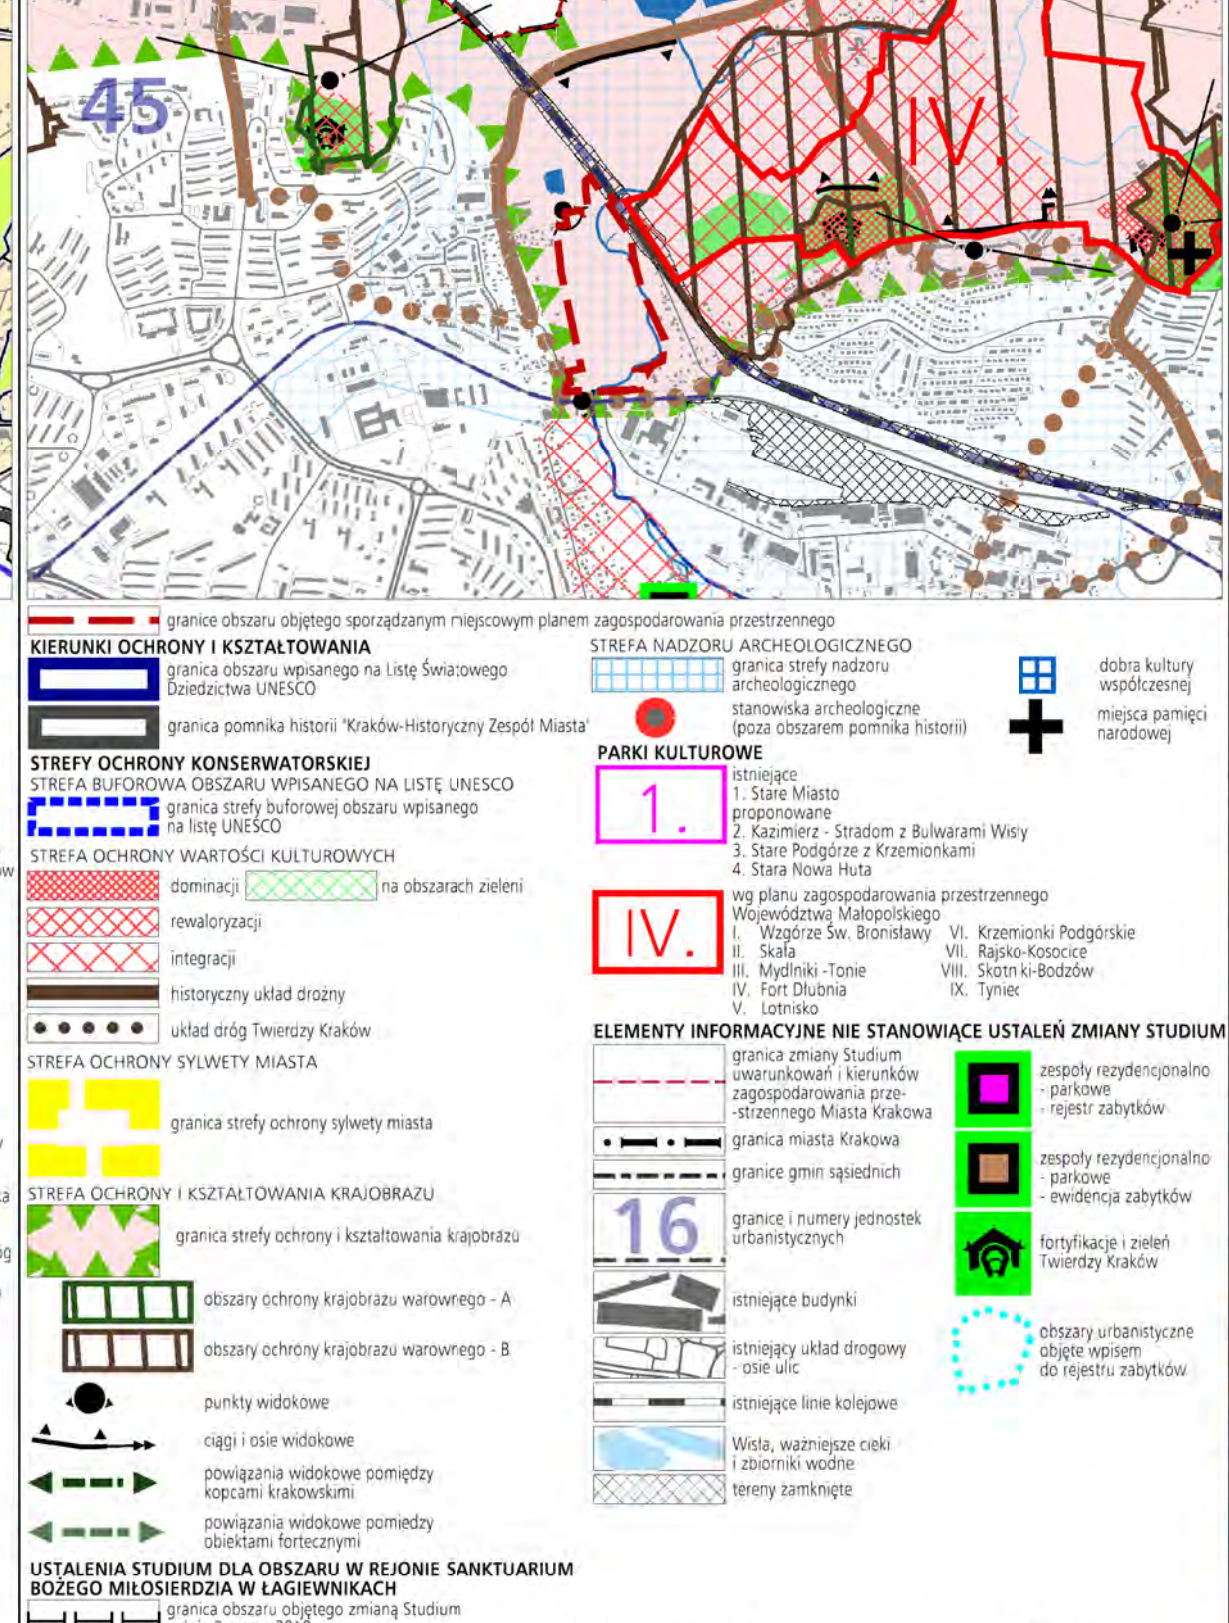 45
IV.
granice obszaru objętego sporządzanym miejscowym planem zagospodarowania przestrzennego
KIERUNKI OCHRONY I KSZTAŁTOWANIA
granica obszaru wpisanego na Listę Światowego
Dziedzictwa UNESCO
granica pomnika historii "Kraków-Historyczny Zespół Miasta"
STREFY OCHRONY KONSERWATORSKIEJ
STREFA BUFOROWA OBSZARU WPISANEGO NA LISTĘ UNESCO
granica strefy buforowej obszaru wpisanego
na listę UNESCO
STREFA OCHRONY WARTOŚCI KULTUROWYCH
dominacji
na obszarach zieleni
rewaloryzacji
integracji
historyczny układ drożny
układ dróg Twierdzy Kraków
STREFA OCHRONY SYLWETY MIASTA
granica strefy ochrony sylwety miasta
STREFA OCHRONY I KSZTAŁTOWANIA KRAJOBRAZU
granica strefy ochrony i kształtowania krajobrazu
obszary ochrony krajobrazu warownego - A
obszary ochrony krajobrazu warownego - B
punkty widokowe
ciągi i osie widokowe
powiązania widokowe pomiędzy
kopcami krakowskimi
powiązania widokowe pomiedzy
obiektami fortecznymi
USTALENIA STUDIUM DLA OBSZARU W REJONIE SANKTUARIUM
BOŻEGO MIŁOSIERDZIA W ŁAGIEWNIKACH
granica obszaru objętego zmianą Studium
STREFA NADZORU ARCHEOLOGICZNEGO
granica strefy nadzoru
archeologicznego
stanowiska archeologiczne
(poza obszarem pomnika historii)
dobra kultury
współczesnej
miejsca pamięci
narodowej
PARKI KULTUROWE
1.
istniejące
1. Stare Miasto
proponowane
2. Kazimierz - Stradom z Bulwarami Wisły
3. Stare Podgórze z Krzemionkami
4. Stara Nowa Huta
IV.
wg planu zagospodarowania przestrzennego
Województwa Małopolskiego
I. Wzgórze Św. Bronisławy
II. Skała
III. Mydlniki -Tonie
IV. Fort Dłubnia
V. Lotnisko
VI. Krzemionki Podgórskie
VII. Rajsko-Kosocice
VIII. Skotniki-Bodzów
IX. Tyniec
ELEMENTY INFORMACYJNE NIE STANOWIĄCE USTALEŃ ZMIANY STUDIUM
granica zmiany Studium
uwarunkowań i kierunków
zagospodarowania prze-
-strzennego Miasta Krakowa
granica miasta Krakowa
granice gmin sąsiednich
16
granice i numery jednostek
urbanistycznych
istniejące budynki
istniejący układ drogowy
- osie ulic
istniejące linie kolejowe
Wisła, ważniejsze cieki
i zbiorniki wodne
tereny zamknięte
zespoły rezydencjonalno
- parkowe
- rejestr zabytków
zespoły rezydencjonalno
- parkowe
- ewidencja zabytków
fortyfikacje i zieleń
Twierdzy Kraków
obszary urbanistyczne
objęte wpisem
do rejestru zabytków